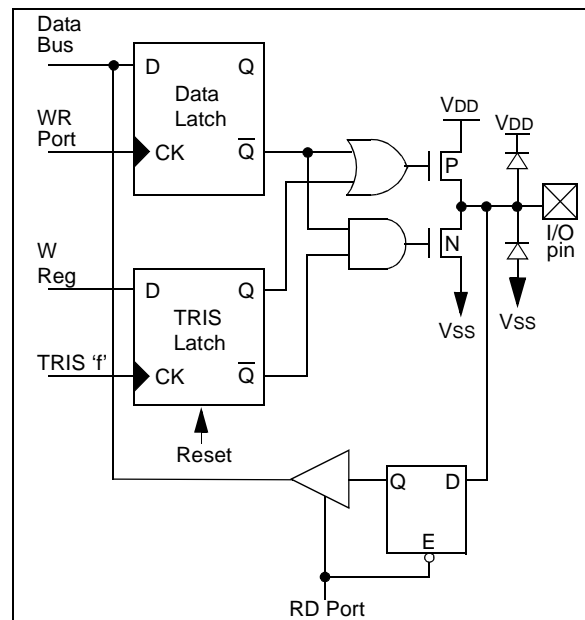 Data
Bus
D
Q
Data
Latch
WR
Port
CK
Q
VDD
P
VDD
I/O
pin
N
W
Reg
D
Q
TRIS
Latch
VSS
VSS
TRIS 'f'
CK
Q
Reset
Q
D
E
RD Port